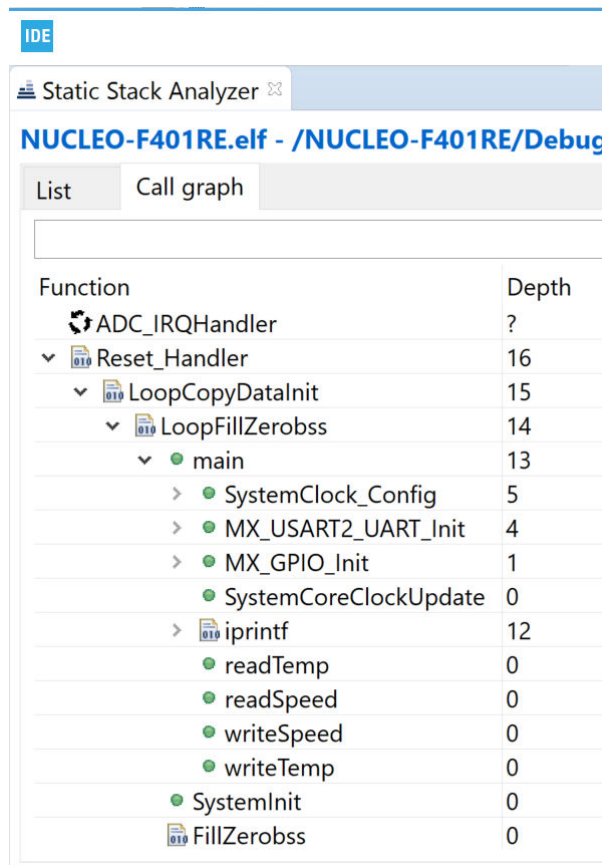 IDE
Static Stack Analyzer
NUCLEO-F401RE.elf - /NUCLEO-F401RE/Debug
List Call graph
Function Depth
ADC_IRQHandler ?
Reset_Handler 16
LoopCopyDataInit 15
LoopFillZerobss 14
main 13
SystemClock_Config 5
MX_USART2_UART_Init 4
MX_GPIO_Init 1
SystemCoreClockUpdate 0
iprintf 12
readTemp 0
readSpeed 0
writeSpeed 0
writeTemp 0
SystemInit 0
FillZerobss 0